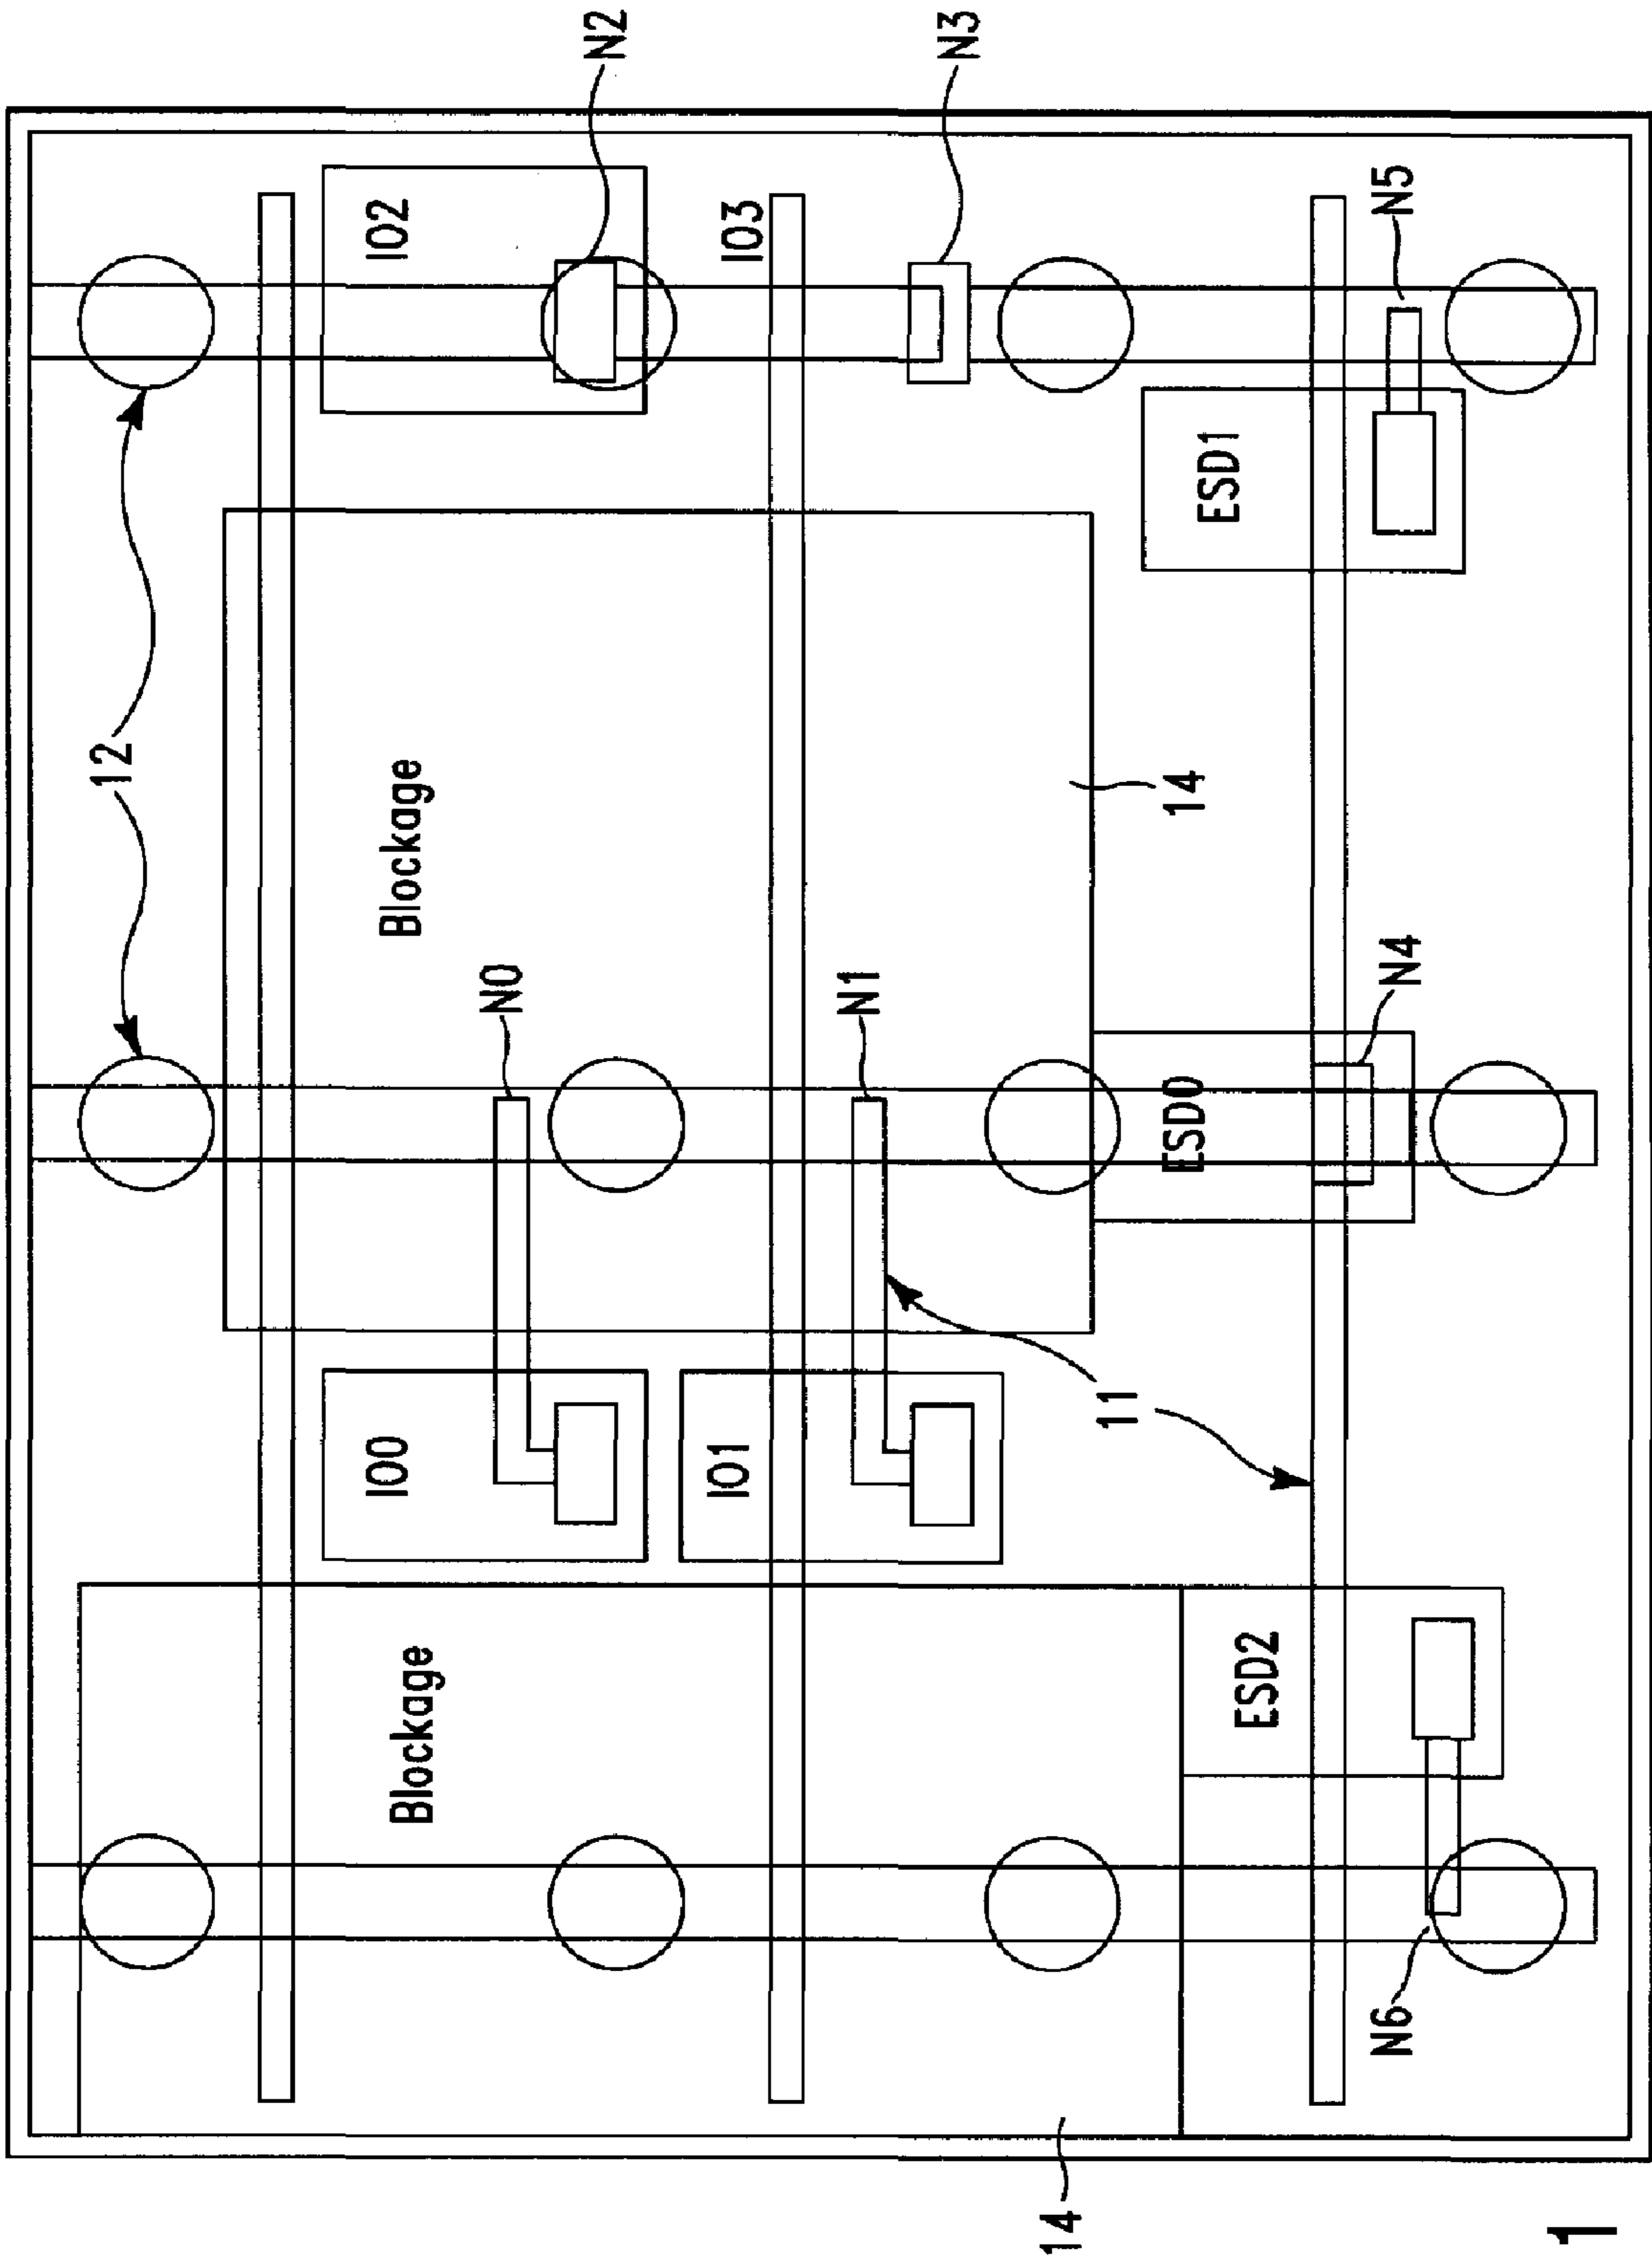 12
N2
N3
IO2
IO3
N5
ESD1
Blockage
14
N0
N1
N4
ESD0
11
IO0
IO1
Blockage
ESD2
N6
14
1